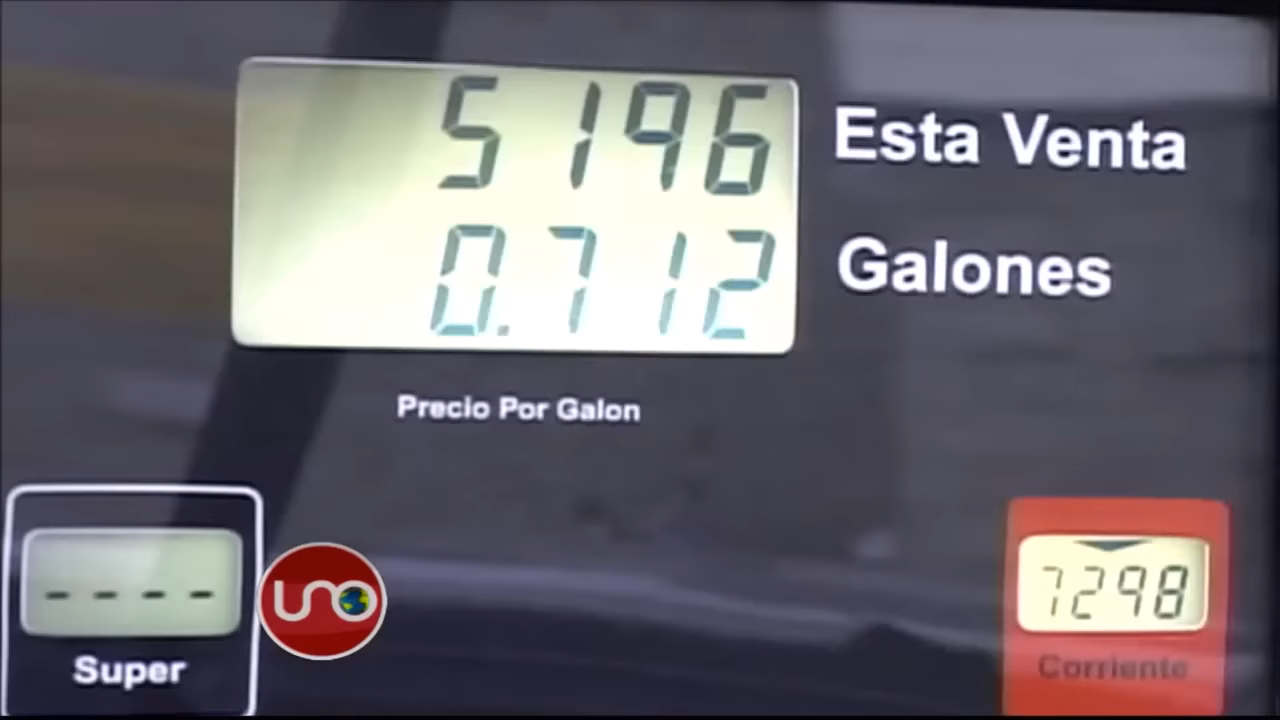 5196 Esta Venta
0.712 Galones
Precio Por Galon
----
Super
UNO
7298
Corriente